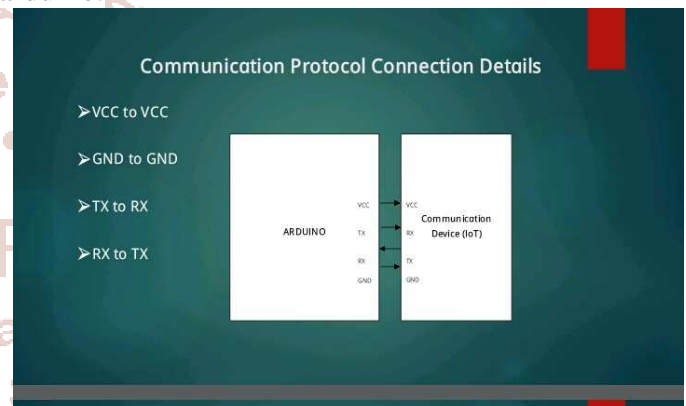 Communication Protocol Connection Details
➢VCC to VCC
➢GND to GND
➢TX to RX
➢RX to TX
ARDUINO
VCC
TX
RX
GND
VCC
RX
TX
GND
Communication
Device (IoT)